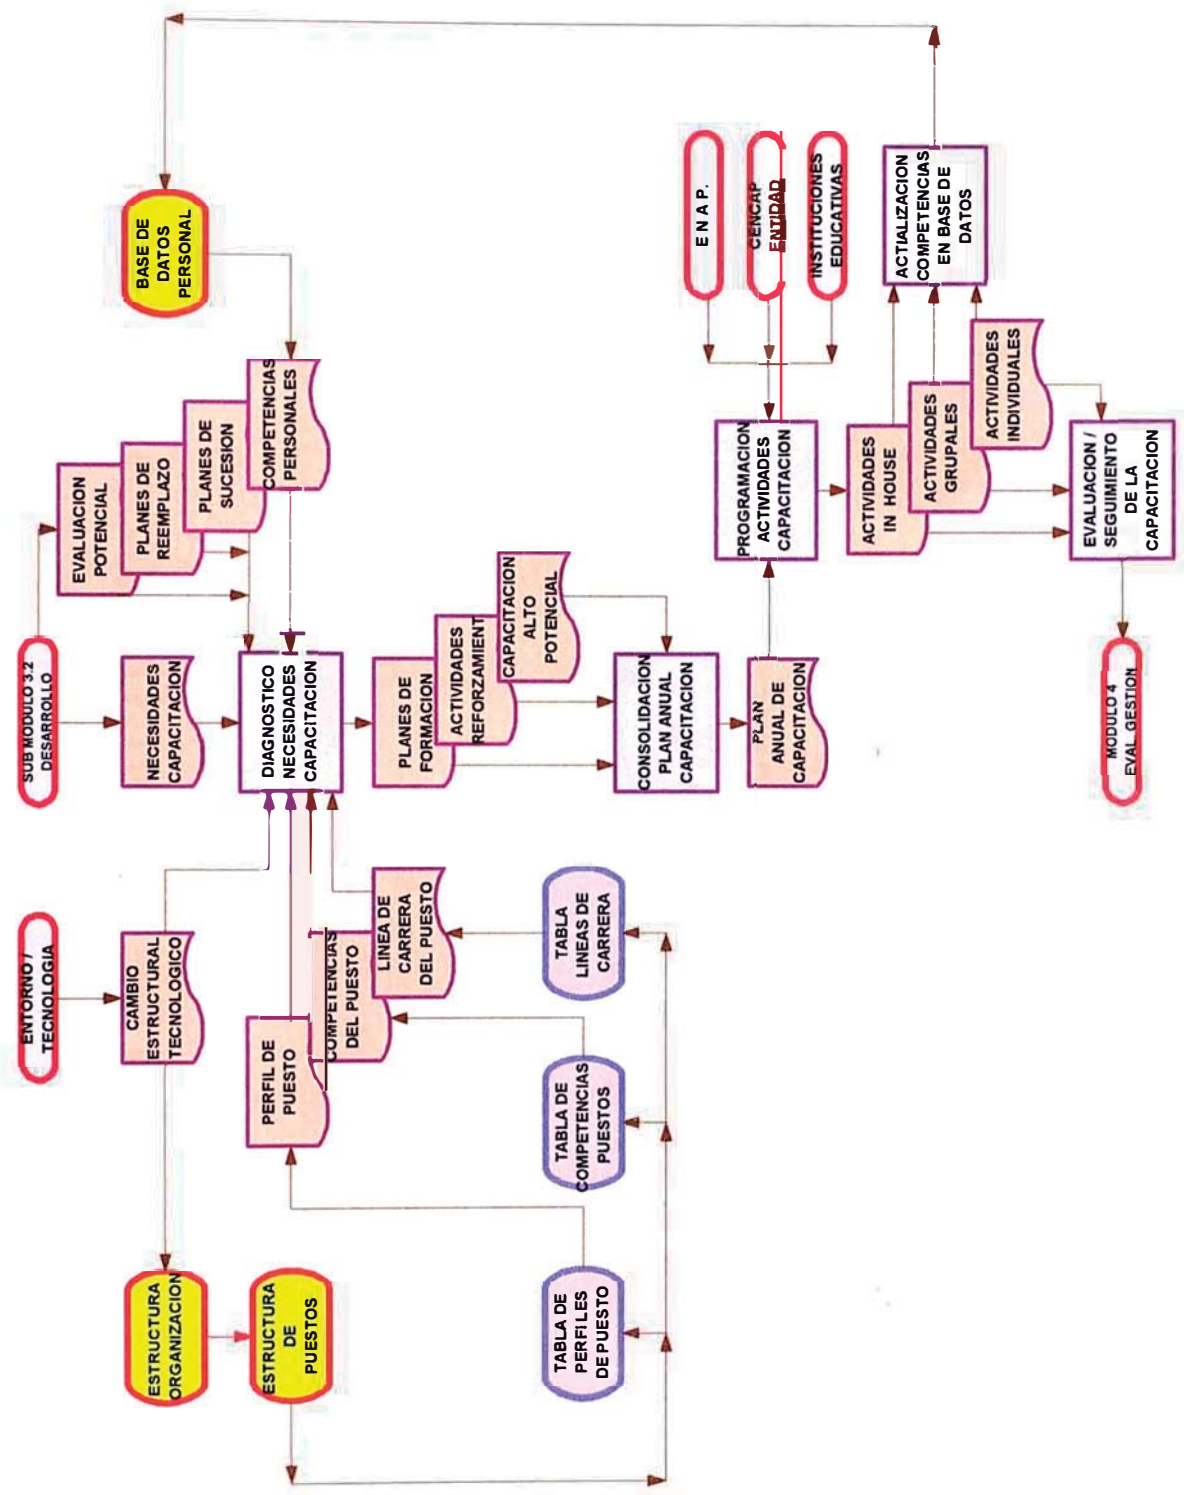 ENTORNO /
TECNOLOGIA
SUB MODULO 3.2
DESARROLLO
ESTRUCTURA
ORGANIZACION
CAMBIO
ESTRUCTURAL
TECNOLOGICO
NECESIDADES
CAPACITACION
EVALUACION
POTENCIAL
PLANES DE
REEMPLAZO
PLANES DE
SUCESION
COMPETENCIAS
PERSONALES
BASE DE
DATOS
PERSONAL
ESTRUCTURA
DE
PUESTOS
PERFIL DE
PUESTO
COMPETENCIAS
DEL PUESTO
LINEA DE
CARRERA
DEL PUESTO
DIAGNOSTICO
NECESIDADES
CAPACITACION
PLANES DE
FORMACION
ACTIVIDADES
REFORZAMIENT
CAPACITACION
ALTO
POTENCIAL
TABLA DE
PERFILES
DE PUESTO
TABLA DE
COMPETENCIAS
PUESTOS
TABLA
LINEAS DE
CARRERA
CONSOLIDACION
PLAN ANUAL
CAPACITACION
PLAN
ANUAL DE
CAPACITACION
PROGRAMACION
ACTIVIDADES
CAPACITACION
E N A P.
CENCAP
ENTIDAD
INSTITUCIONES
EDUCATIVAS
ACTIVIDADES
IN HOUSE
ACTIVIDADES
GRUPALES
ACTIVIDADES
INDIVIDUALES
ACTIALIZACION
COMPETENCIAS
EN BASE DE
DATOS
EVALUACION /
SEGUIMIENTO
DE LA
CAPACITACION
MODULO 4
EVAL GESTION